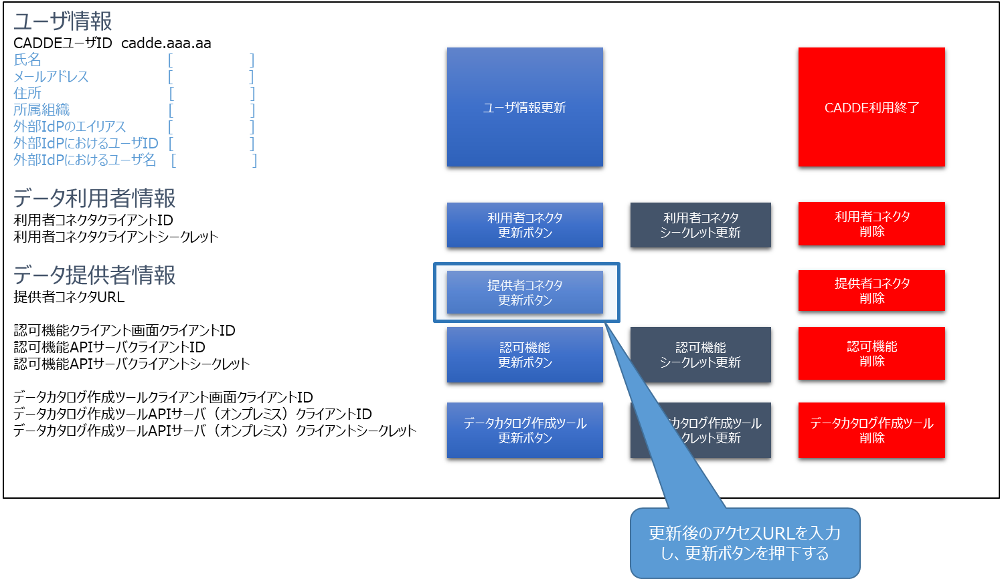 ユーザ情報
CADDEユーザID cadde.aaa.aa
氏名 [ ]
メールアドレス [ ]
住所 [ ]
所属組織 [ ]
外部IdPのエイリアス [ ]
外部IdPにおけるユーザID [ ]
外部IdPにおけるユーザ名 [ ]
ユーザ情報更新
CADDE利用終了
データ利用者情報
利用者コネクタクライアントID
利用者コネクタクライアントシークレット
利用者コネクタ
更新ボタン
利用者コネクタ
シークレット更新
利用者コネクタ
削除
データ提供者情報
提供者コネクタURL
提供者コネクタ
更新ボタン
提供者コネクタ
削除
認可機能クライアント画面クライアントID
認可機能APIサーバクライアントID
認可機能APIサーバクライアントシークレット
認可機能
更新ボタン
認可機能
シークレット更新
認可機能
削除
データカタログ作成ツールクライアント画面クライアントID
データカタログ作成ツールAPIサーバ（オンプレミス）クライアントID
データカタログ作成ツールAPIサーバ（オンプレミス）クライアントシークレット
データカタログ作成ツール
更新ボタン
カタログ作成ツール
クレット更新
データカタログ作成ツール
削除
更新後のアクセスURLを入力
し、更新ボタンを押下する